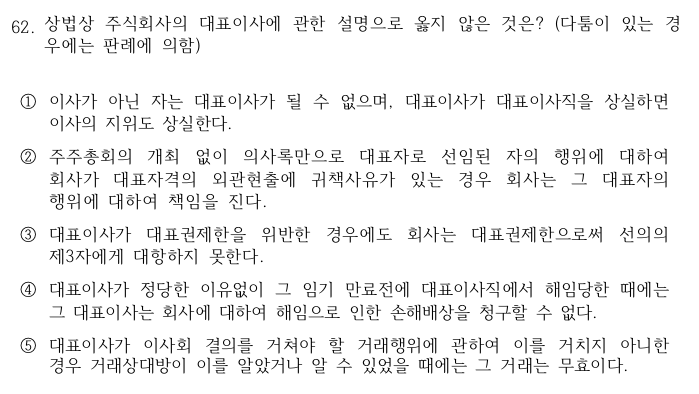 62. 상법상 주식회사의 대표이사에 관한 설명으로 옳지 않은 것은? (다툼이 있는 경
우에는 판례에 의함)
① 이사가 아닌 자는 대표이사가 될 수 없으며, 대표이사가 대표이사직을 상실하면
이사의 지위도 상실한다.
② 주주총회의 개최 없이 의사록만으로 대표자로 선임된 자의 행위에 대하여
회사가 대표자격의 외관현출에 귀책사유가 있는 경우 회사는 그 대표자의
행위에 대하여 책임을 진다.
③ 대표이사가 대표권제한을 위반한 경우에도 회사는 대표권제한으로써 선의의
제3자에게 대항하지 못한다.
④ 대표이사가 정당한 이유없이 그 임기 만료전에 대표이사직에서 해임당한 때에는
그 대표이사는 회사에 대하여 해임으로 인한 손해배상을 청구할 수 없다.
⑤ 대표이사가 이사회 결의를 거쳐야 할 거래행위에 관하여 이를 거치지 아니한
경우 거래상대방이 이를 알았거나 알 수 있었을 때에는 그 거래는 무효이다.